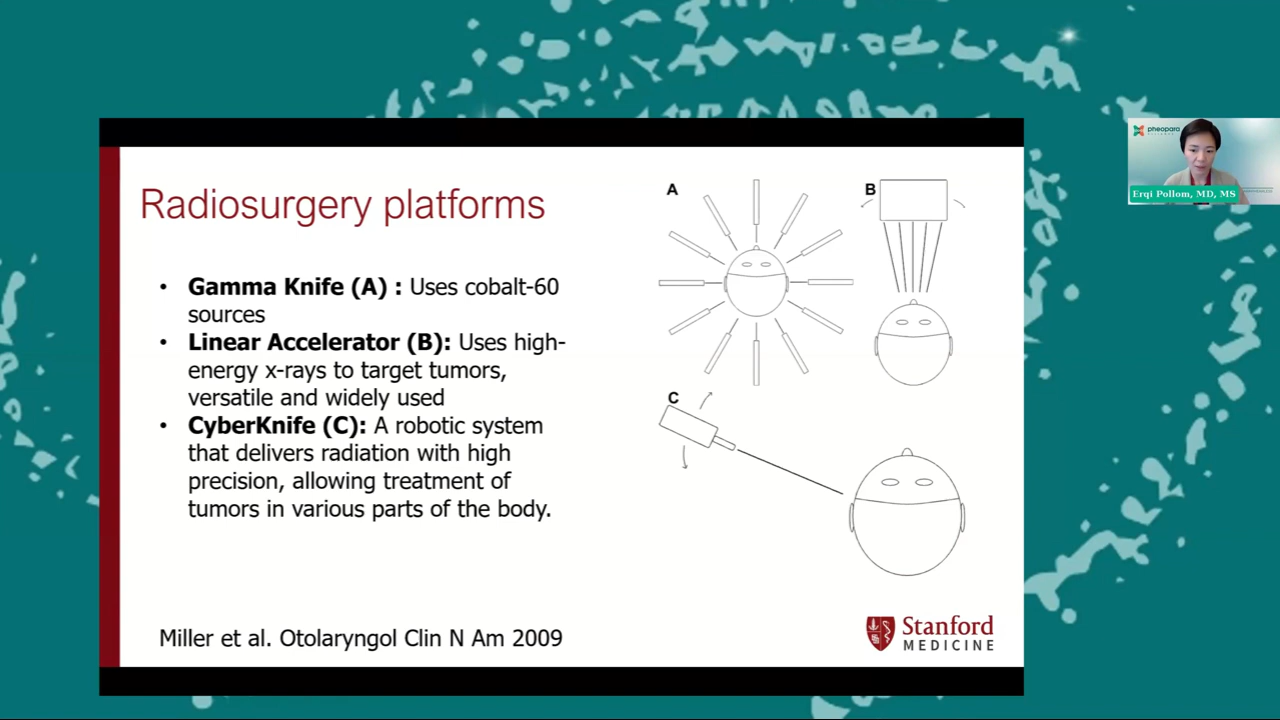 Radiosurgery platforms
• Gamma Knife (A) : Uses cobalt-60
sources
• Linear Accelerator (B): Uses high-
energy x-rays to target tumors,
versatile and widely used
• CyberKnife (C): A robotic system
that delivers radiation with high
precision, allowing treatment of
tumors in various parts of the body.
A
B
C
Miller et al. Otolaryngol Clin N Am 2009
Stanford
MEDICINE
pheopara
Erqi Pollom, MD, MS